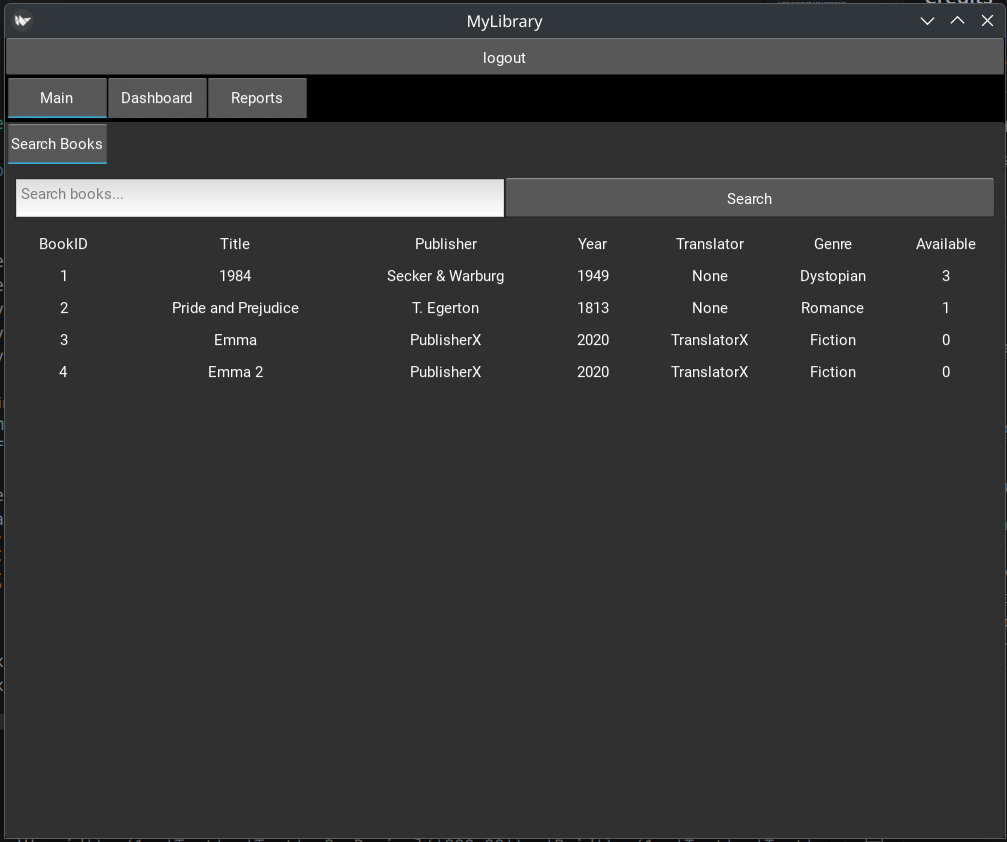 MyLibrary
logout
Main Dashboard Reports
Search Books
Search books... Search
BookID Title Publisher Year Translator Genre Available
1 1984 Secker & Warburg 1949 None Dystopian 3
2 Pride and Prejudice T. Egerton 1813 None Romance 1
3 Emma PublisherX 2020 TranslatorX Fiction 0
4 Emma 2 PublisherX 2020 TranslatorX Fiction 0